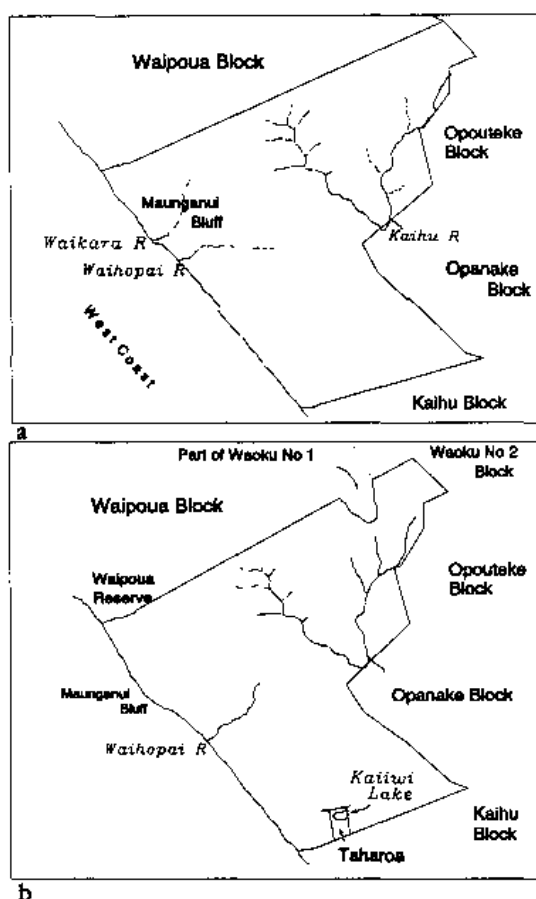 Waipoua Block
Opouteke
Block
Maunganui
Bluff
Waikara R
Kaihu R
Waihopai R
Opanake
Block
West Coast
Kaihu Block
a
Part of Waoku No 1
Waoku No 2
Block
Waipoua Block
Waipoua
Reserve
Opouteke
Block
Maunganui
Bluff
Opanake Block
Waihopai R
Kaiiwi
Lake
Kaihu
Block
Taharoa
b